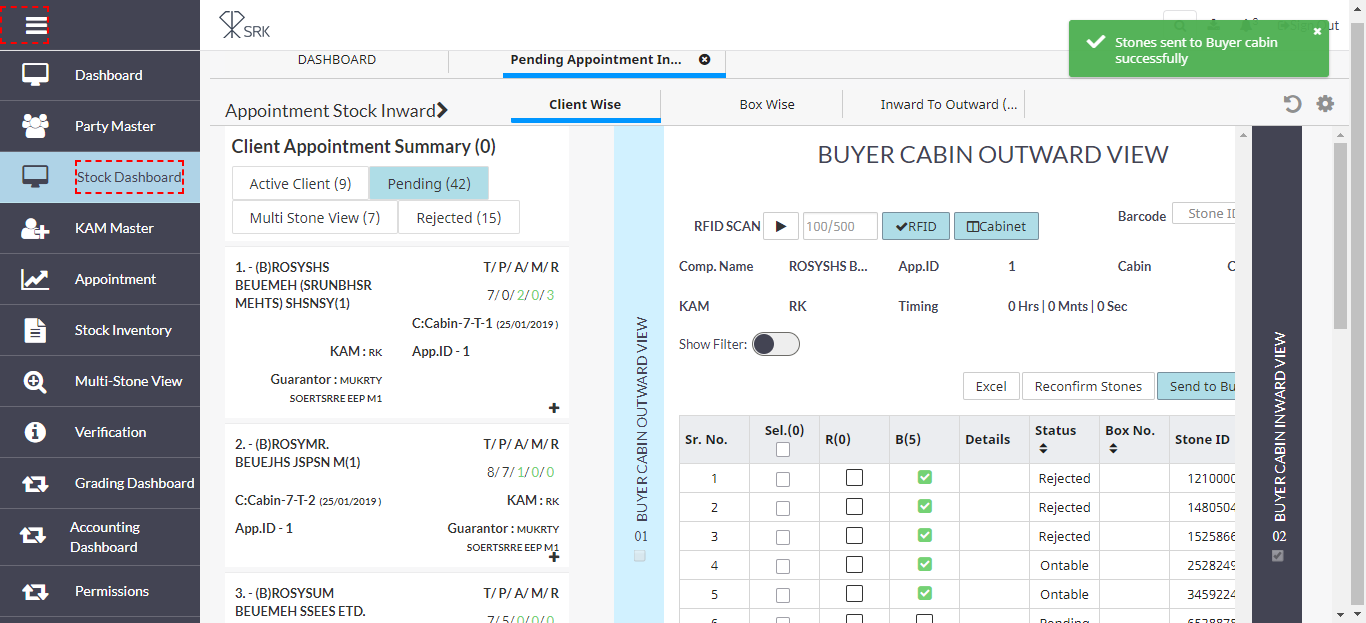 SRK
Sign out
Stones sent to Buyer cabin
successfully
Dashboard
Party Master
Stock Dashboard
KAM Master
Appointment
Stock Inventory
Multi-Stone View
Verification
Grading Dashboard
Accounting
Dashboard
Permissions
DASHBOARD
Pending Appointment In...
Appointment Stock Inward
Client Wise
Box Wise
Inward To Outward (...
Client Appointment Summary (0)
Active Client (9)
Pending (42)
Multi Stone View (7)
Rejected (15)
1. - (B)ROSYSHS
BEUEMEH (SRUNBHSR
MEHTS) SHSNSY(1)
T/ P/ A/ M/ R
7/0/2/0/3
C:Cabin-7-T-1 (25/01/2019 )
KAM : RK
App.ID - 1
Guarantor : MUKRTY
SOERTSRRE EEP M1
2. - (B)ROSYMR.
BEUEJHS JSPSN M(1)
T/ P/ A/ M/ R
8/7/1/0/0
C:Cabin-7-T-2 (25/01/2019 )
KAM : RK
App.ID - 1
Guarantor : MUKRTY
SOERTSRRE EEP M1
3. - (B)ROSYSUM
BEUEMEH SSEES ETD.
T/ P/ A/ M/ R
7/5/0/0/0
BUYER CABIN OUTWARD VIEW
01
BUYER CABIN OUTWARD VIEW
RFID SCAN
100/500
RFID
Cabinet
Barcode
Stone ID
Comp. Name
ROSYSHS B...
App.ID
1
Cabin
KAM
RK
Timing
0 Hrs | 0 Mnts | 0 Sec
Show Filter:
Excel
Reconfirm Stones
Send to Bu
Sr. No.
Sel.(0)
R(0)
B(5)
Details
Status
Box No.
Stone ID
1
Rejected
1210000
2
Rejected
1480504
3
Rejected
1525866
4
Ontable
2528249
5
Ontable
3459224
6
Pending
6538878
BUYER CABIN INWARD VIEW
02